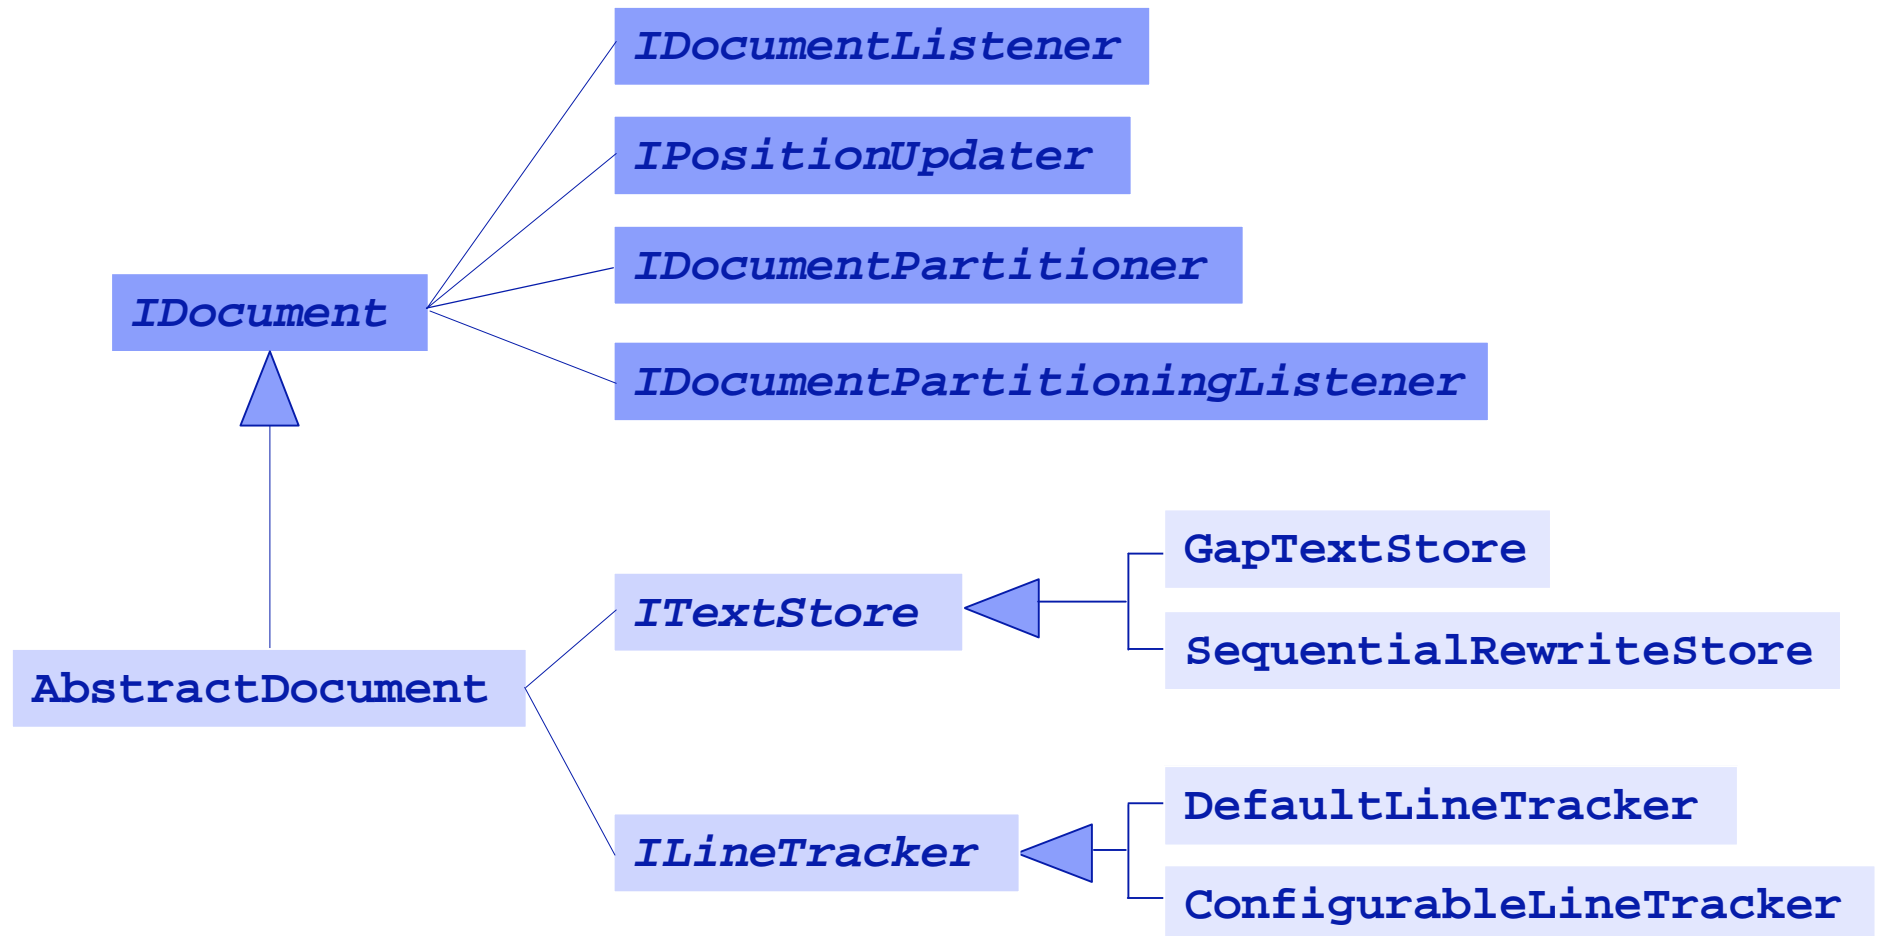 IDocumentListener
IPositionUpdater
IDocumentPartitioner
IDocument
IDocumentPartitioningListener
GapTextStore
ITextStore
SequentialRewriteStore
AbstractDocument
DefaultLineTracker
ILineTracker
ConfigurableLineTracker